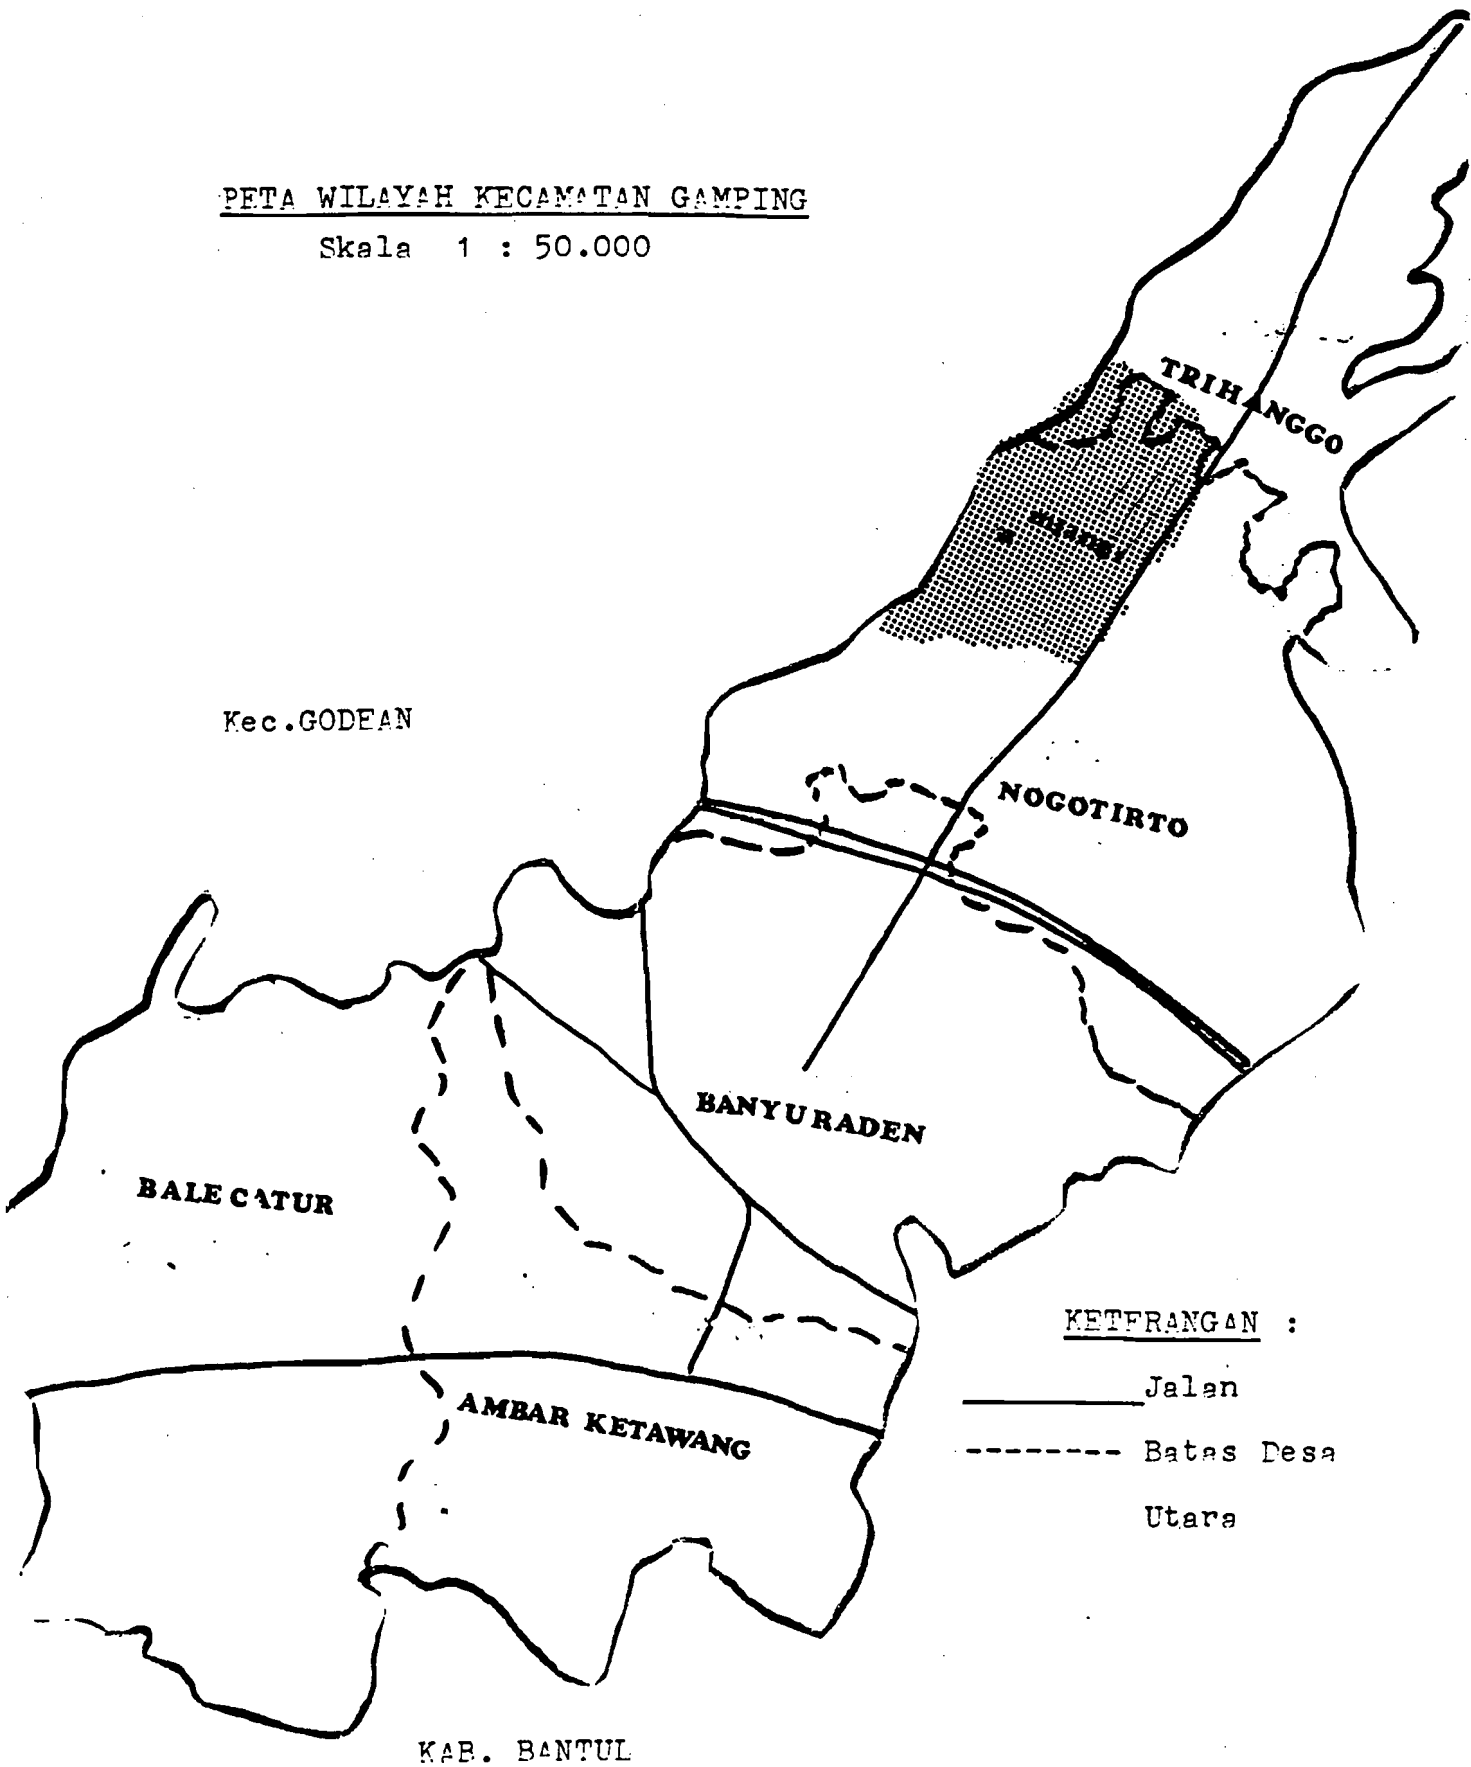 PETA WILAYAH KECAMATAN GAMPING
Skala 1 : 50.000
TRIHANGGO
Kec.GODEAN
NOGOTIRTO
BANYURADEN
BALECATUR
KETERANGAN :
Jalan
AMBAR KETAWANG
Batas Desa
Utara
KAB. BANTUL